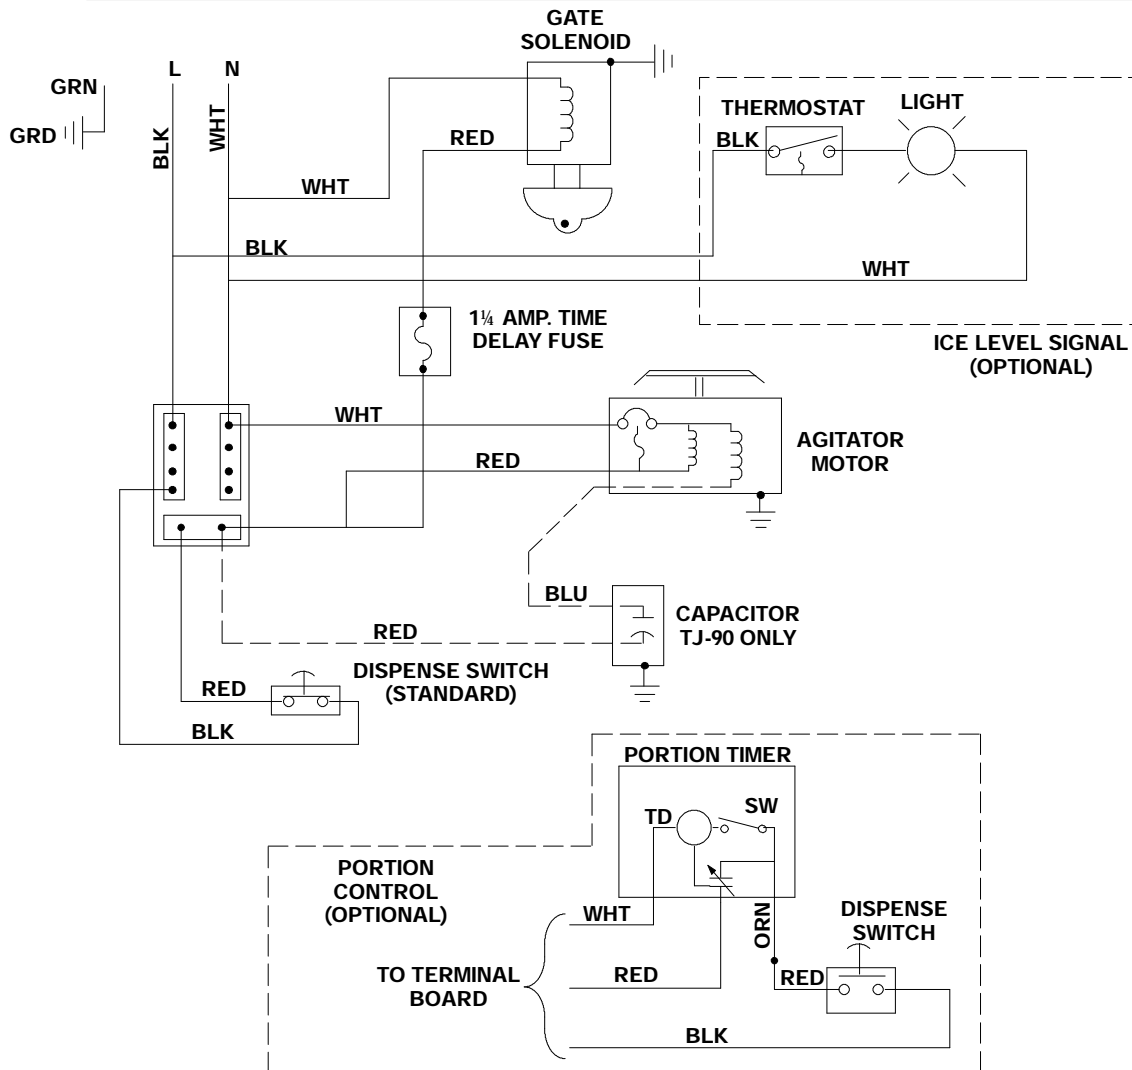 GATE
SOLENOID
L
N
GRN
GRD
BLK
WHT
RED
WHT
BLK
THERMOSTAT
LIGHT
BLK
WHT
ICE LEVEL SIGNAL
(OPTIONAL)
1¼ AMP. TIME
DELAY FUSE
WHT
RED
AGITATOR
MOTOR
BLU
CAPACITOR
TJ-90 ONLY
RED
DISPENSE SWITCH
(STANDARD)
RED
BLK
PORTION TIMER
TD
SW
PORTION
CONTROL
(OPTIONAL)
WHT
ORN
DISPENSE
SWITCH
TO TERMINAL
BOARD
RED
RED
BLK